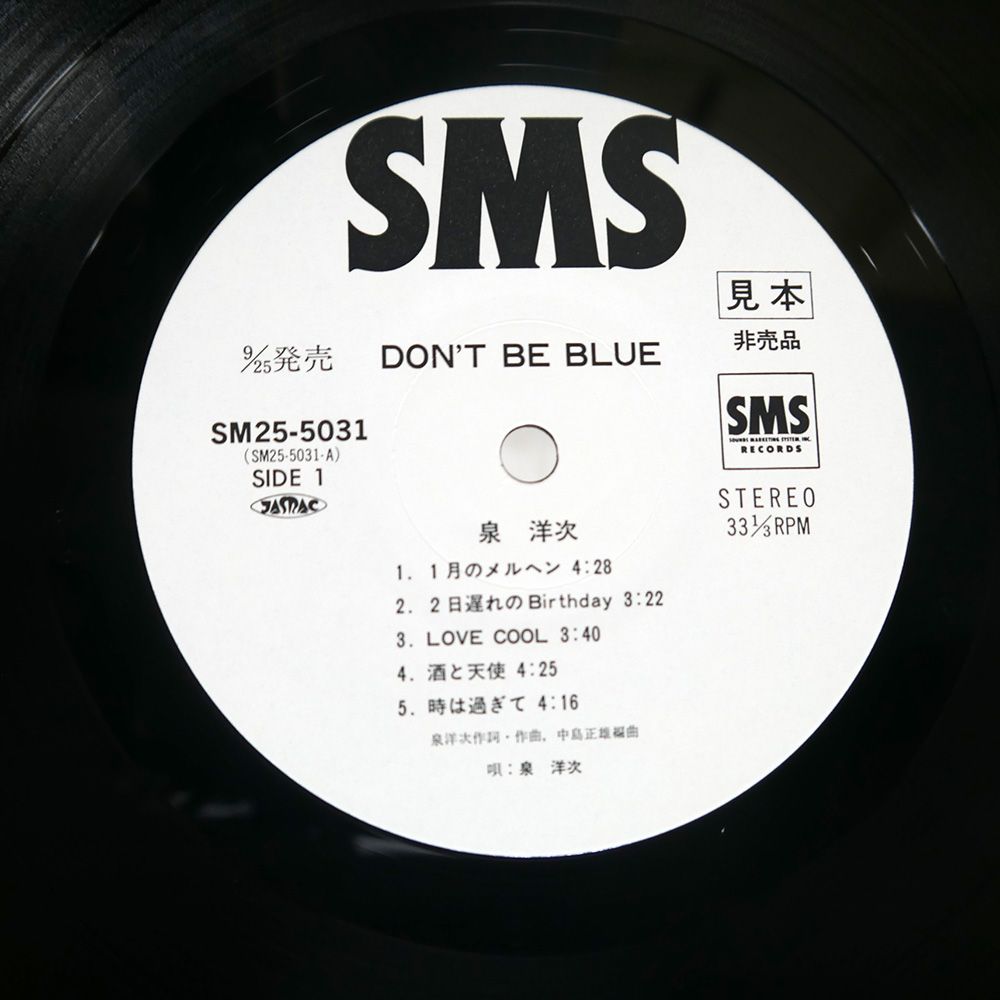 SMS
見本
非売品
9/25発売
DON'T BE BLUE
SMS
SOUNDS MARKETING SYSTEM, INC.
RECORDS
SM25-5031
(SM25-5031-A)
SIDE 1
JASRAC
STEREO
33 1/3 RPM
泉 洋次
1. 1月のメルヘン 4:28
2. 2日遅れのBirthday 3:22
3. LOVE COOL 3:40
4. 酒と天使 4:25
5. 時は過ぎて 4:16
泉洋次作詞・作曲, 中島正雄編曲
唄:泉 洋次